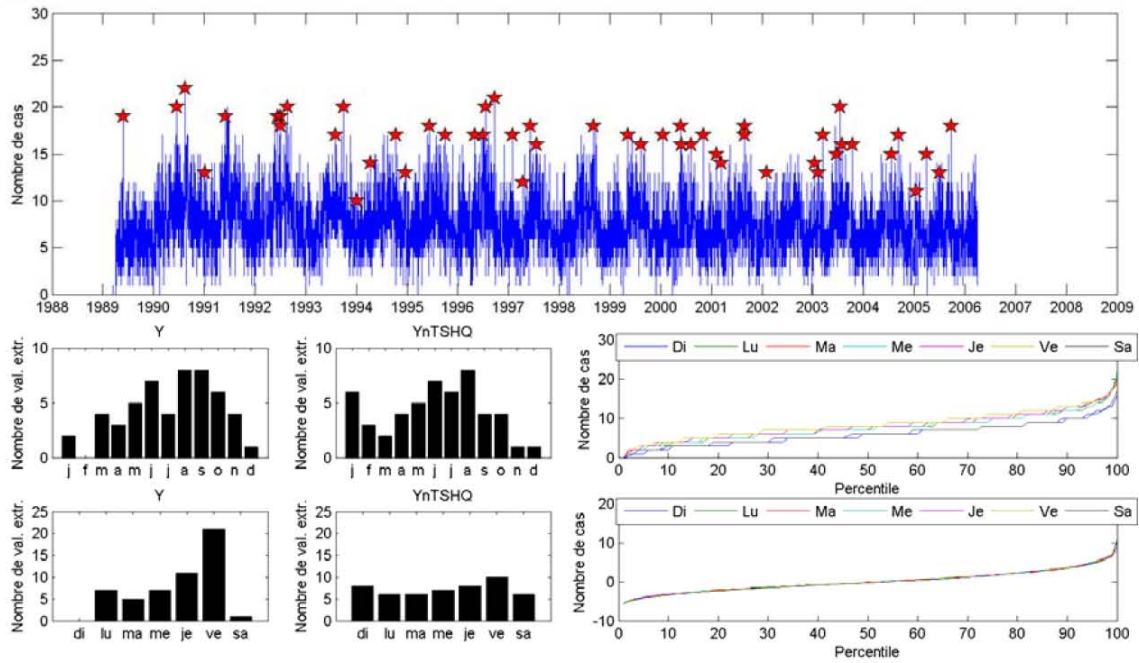 30
25
20
15
10
5
0
Nombre de cas
1988 1989 1990 1991 1992 1993 1994 1995 1996 1997 1998 1999 2000 2001 2002 2003 2004 2005 2006 2007 2008 2009
Y
10
5
0
Nombre de val. extr.
j f m a m j j a s o n d
YnTSHQ
10
5
0
Nombre de val. extr.
j f m a m j j a s o n d
30
20
10
0
Nombre de cas
Di Lu Ma Me Je Ve Sa
10 20 30 40 50 60 70 80 90 100
Percentile
Y
25
20
15
10
5
0
Nombre de val. extr.
di lu ma me je ve sa
YnTSHQ
25
20
15
10
5
0
Nombre de val. extr.
di lu ma me je ve sa
20
10
0
-10
Nombre de cas
Di Lu Ma Me Je Ve Sa
10 20 30 40 50 60 70 80 90 100
Percentile